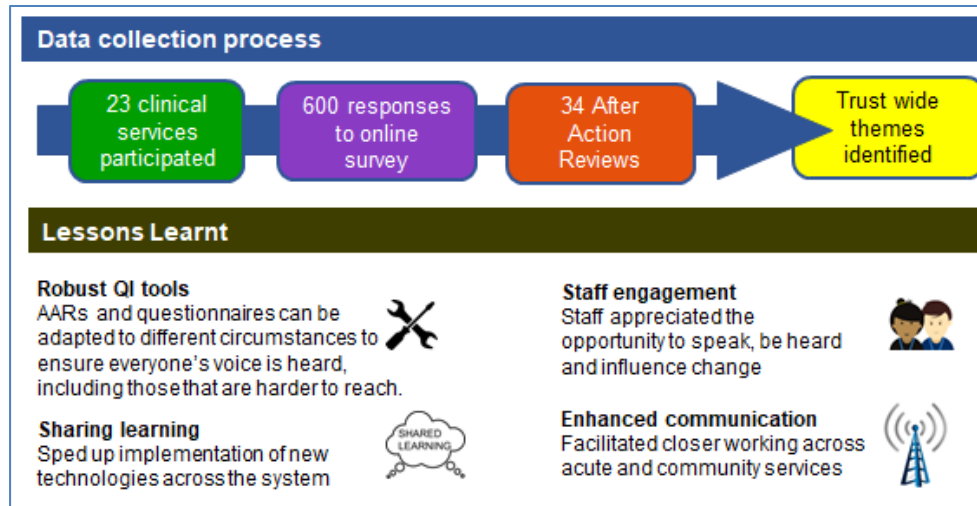 Data collection process
23 clinical
services
participated
600 responses
to online
survey
34 After
Action
Reviews
Trust wide
themes
identified
Lessons Learnt
Robust QI tools
AARs and questionnaires can be
adapted to different circumstances to
ensure everyone's voice is heard,
including those that are harder to reach.
Staff engagement
Staff appreciated the
opportunity to speak, be heard
and influence change
Sharing learning
Sped up implementation of new
technologies across the system
SHARED
LEARNING
Enhanced communication
Facilitated closer working across
acute and community services